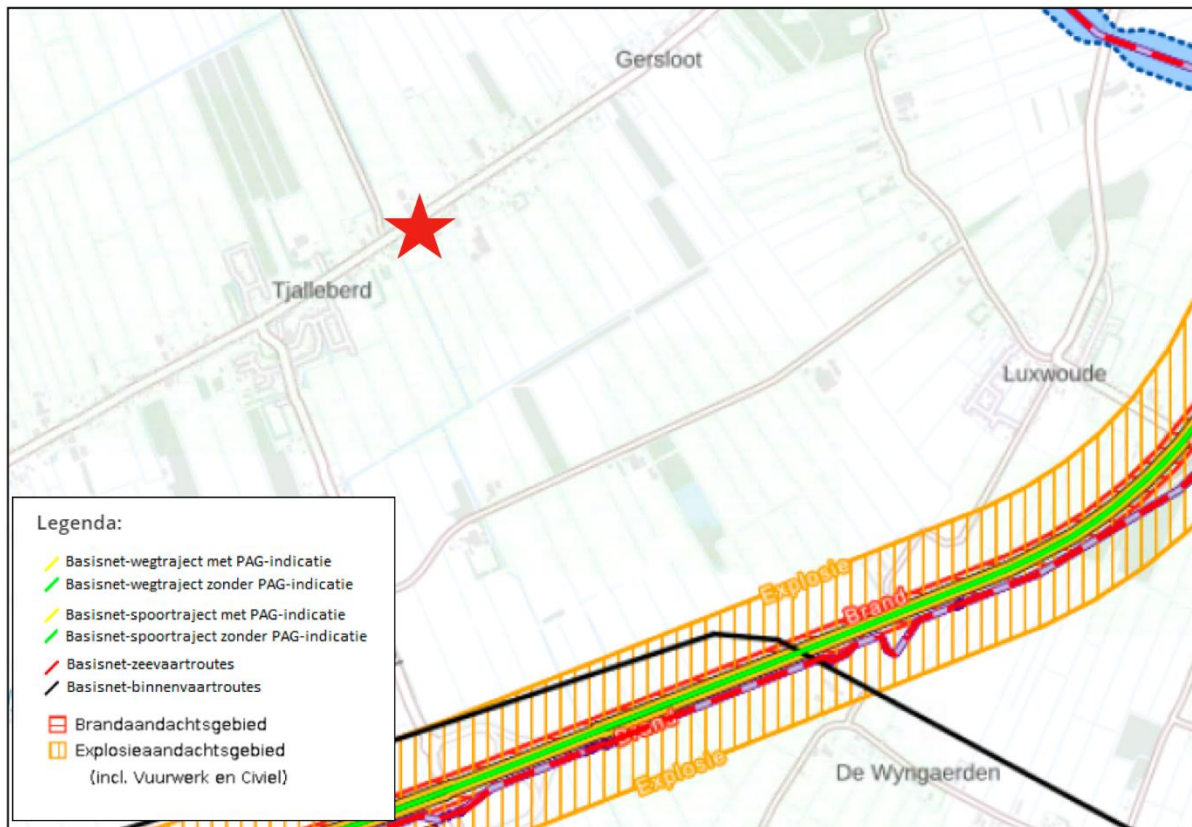 Gersloot
Tjalleberd
Luxwoude
Explosie
Brand
Brand
Explosie
De Wyngaerden
Legenda:
Basisnet-wegtraject met PAG-indicatie
Basisnet-wegtraject zonder PAG-indicatie
Basisnet-spoortraject met PAG-indicatie
Basisnet-spoortraject zonder PAG-indicatie
Basisnet-zeevaartroutes
Basisnet-binnenvaartroutes
Brandaandachtsgebied
Explosieaandachtsgebied
(incl. Vuurwerk en Civiel)